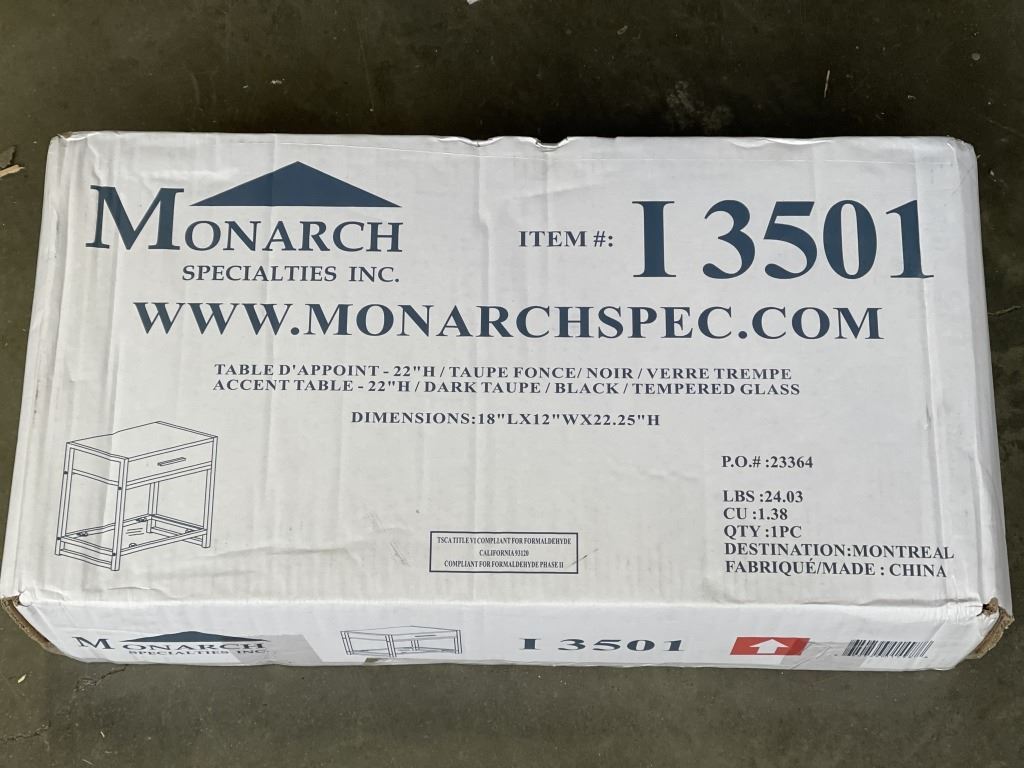 MONARCH
SPECIALTIES INC.
ITEM #: I 3501
WWW.MONARCHSPEC.COM
TABLE D'APPOINT - 22"H / TAUPE FONCE/ NOIR / VERRE TREMPE
ACCENT TABLE - 22"H / DARK TAUPE / BLACK / TEMPERED GLASS
DIMENSIONS:18"LX12"WX22.25"H
P.O.# :23364
LBS :24.03
CU :1.38
QTY :1PC
DESTINATION:MONTREAL
FABRIQUÉ/MADE : CHINA
TSCA TITLE VI COMPLIANT FOR FORMALDEHYDE
CALIFORNIA 93120
COMPLIANT FOR FORMALDEHYDE PHASE II
MONARCH
SPECIALTIES INC.
I 3501